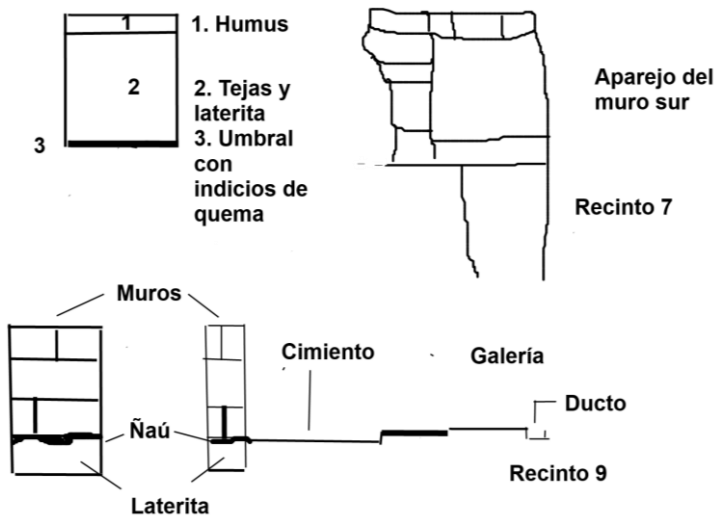 1
1. Humus
2
2. Tejas y
laterita
3
3. Umbral
con
indicios de
quema
Aparejo del
muro sur
Recinto 7
Muros
Cimiento
Galería
Ducto
Ñaú
Recinto 9
Laterita